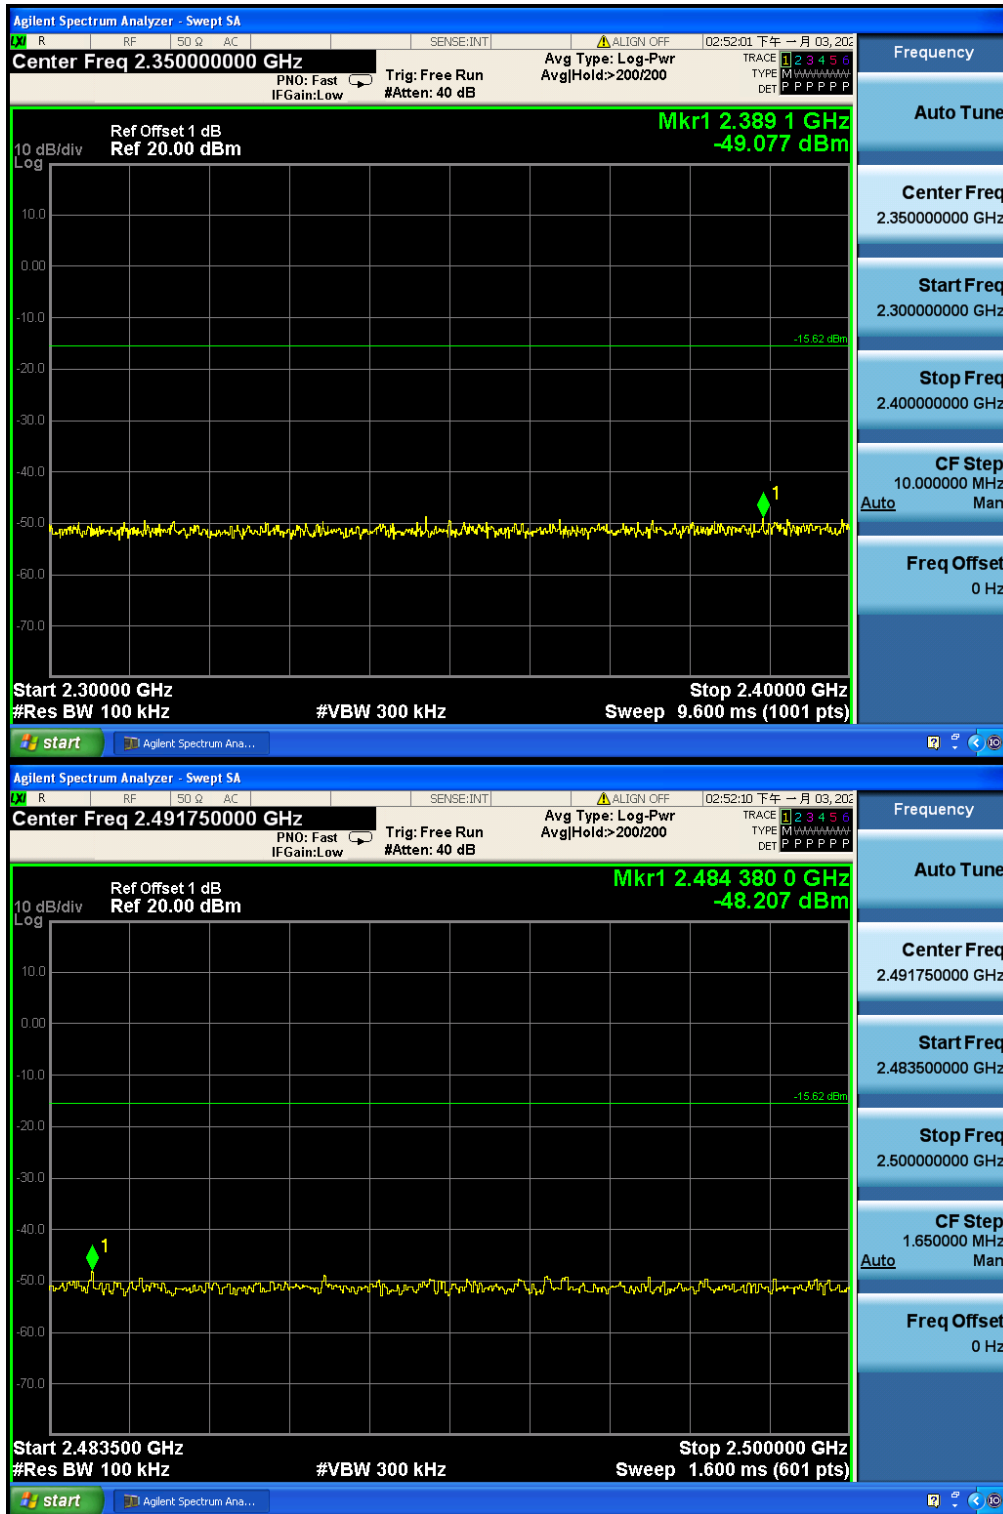 Agilent Spectrum Analyzer - Swept SA
LXI R RF 50 Ω AC SENSE:INT ALIGN OFF 02:52:01 下午 一月 03, 202
Center Freq 2.350000000 GHz
PNO: Fast
IFGain:Low
Trig: Free Run
#Atten: 40 dB
Avg Type: Log-Pwr
Avg|Hold:>200/200
TRACE 1 2 3 4 5 6
TYPE M
DET P P P P P P
Mkr1 2.389 1 GHz
-49.077 dBm
Ref Offset 1 dB
10 dB/div Ref 20.00 dBm
Log
10.0
0.00
-10.0
-15.62 dBm
-20.0
-30.0
-40.0
1
-50.0
-60.0
-70.0
Start 2.30000 GHz Stop 2.40000 GHz
#Res BW 100 kHz #VBW 300 kHz Sweep 9.600 ms (1001 pts)
Frequency
Auto Tune
Center Freq
2.350000000 GHz
Start Freq
2.300000000 GHz
Stop Freq
2.400000000 GHz
CF Step
10.000000 MHz
Auto Man
Freq Offset
0 Hz
start Agilent Spectrum Ana...
Agilent Spectrum Analyzer - Swept SA
LXI R RF 50 Ω AC SENSE:INT ALIGN OFF 02:52:10 下午 一月 03, 202
Center Freq 2.491750000 GHz
PNO: Fast
IFGain:Low
Trig: Free Run
#Atten: 40 dB
Avg Type: Log-Pwr
Avg|Hold:>200/200
TRACE 1 2 3 4 5 6
TYPE M
DET P P P P P P
Mkr1 2.484 380 0 GHz
-48.207 dBm
Ref Offset 1 dB
10 dB/div Ref 20.00 dBm
Log
10.0
0.00
-10.0
-15.62 dBm
-20.0
-30.0
-40.0
1
-50.0
-60.0
-70.0
Start 2.483500 GHz Stop 2.500000 GHz
#Res BW 100 kHz #VBW 300 kHz Sweep 1.600 ms (601 pts)
Frequency
Auto Tune
Center Freq
2.491750000 GHz
Start Freq
2.483500000 GHz
Stop Freq
2.500000000 GHz
CF Step
1.650000 MHz
Auto Man
Freq Offset
0 Hz
start Agilent Spectrum Ana...